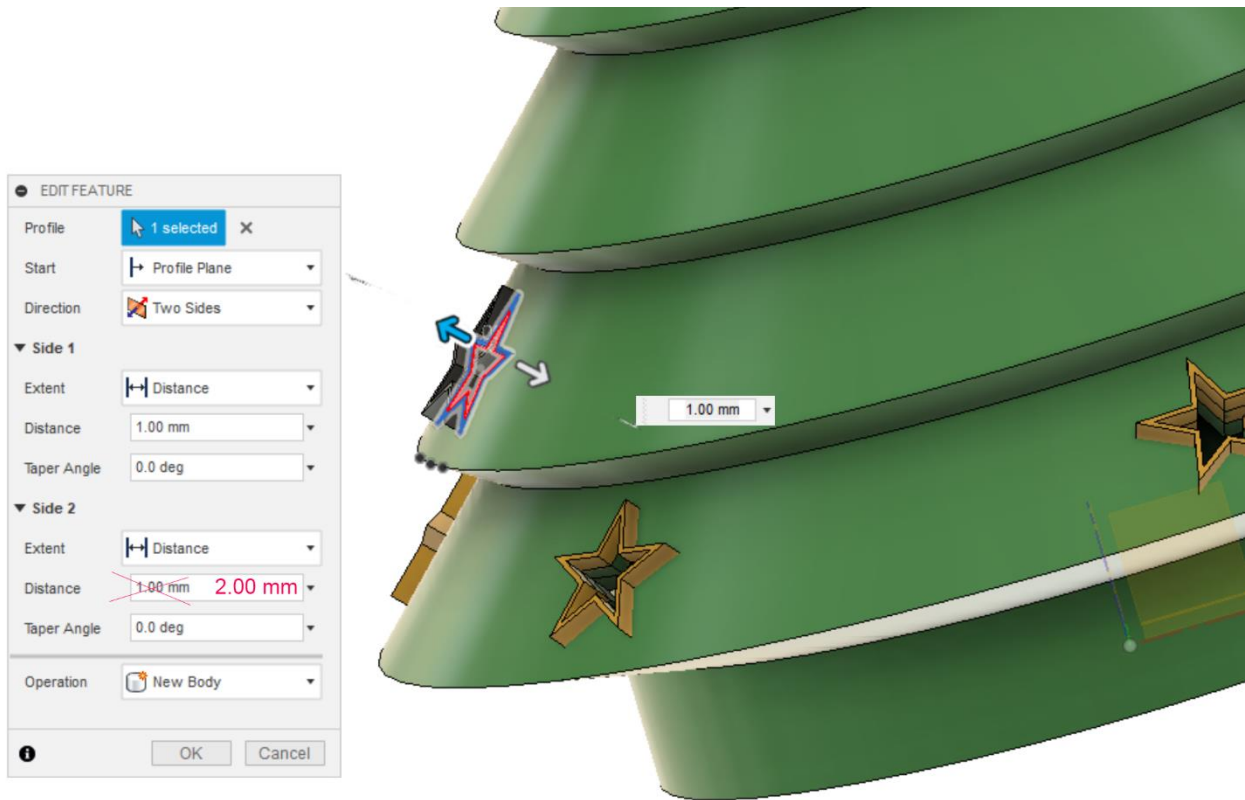 EDIT FEATURE
Profile 1 selected
Start Profile Plane
Direction Two Sides
Side 1
Extent Distance
Distance 1.00 mm
Taper Angle 0.0 deg
Side 2
Extent Distance
Distance 1.00 mm 2.00 mm
Taper Angle 0.0 deg
Operation New Body
OK Cancel
1.00 mm